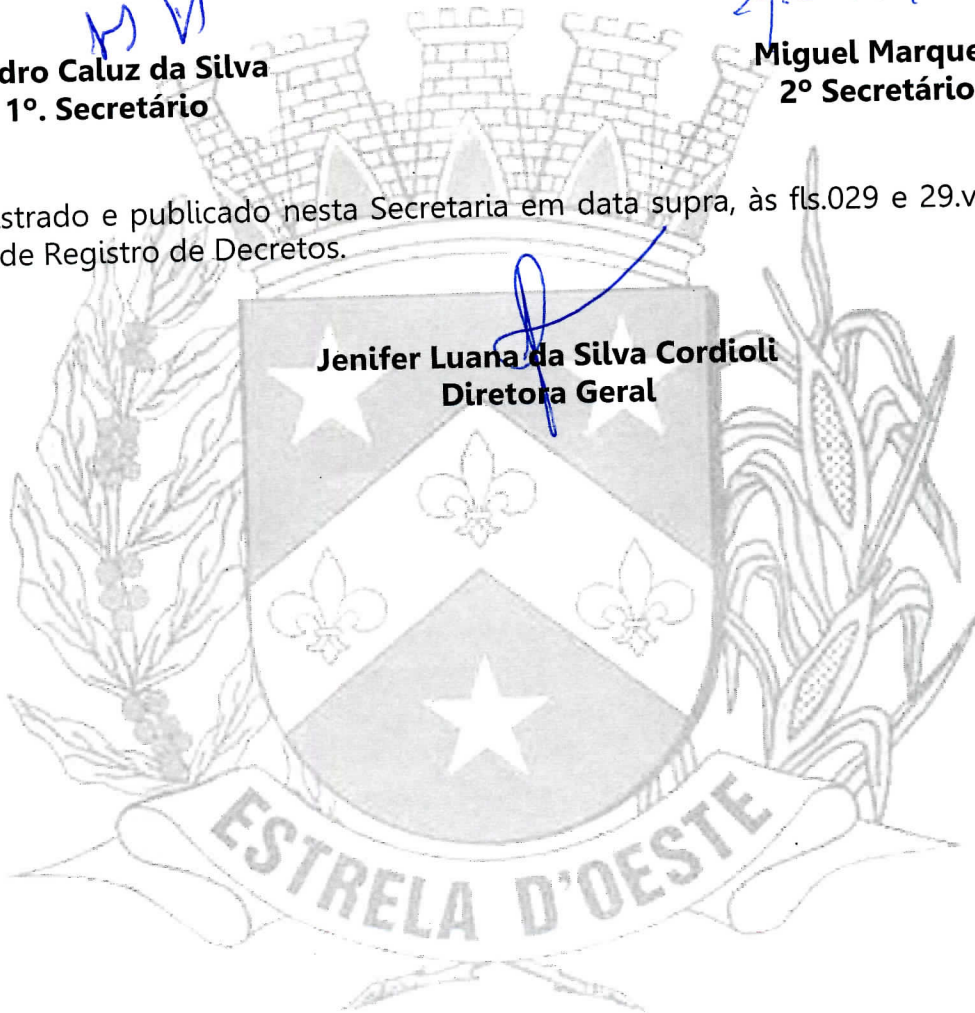 dro Caluz da Silva
1º. Secretário
Miguel Marque
2º Secretário
strado e publicado nesta Secretaria em data supra, às fls.029 e 29.v
de Registro de Decretos.
Jenifer Luana da Silva Cordioli
Diretora Geral
ESTRELA D'OESTE